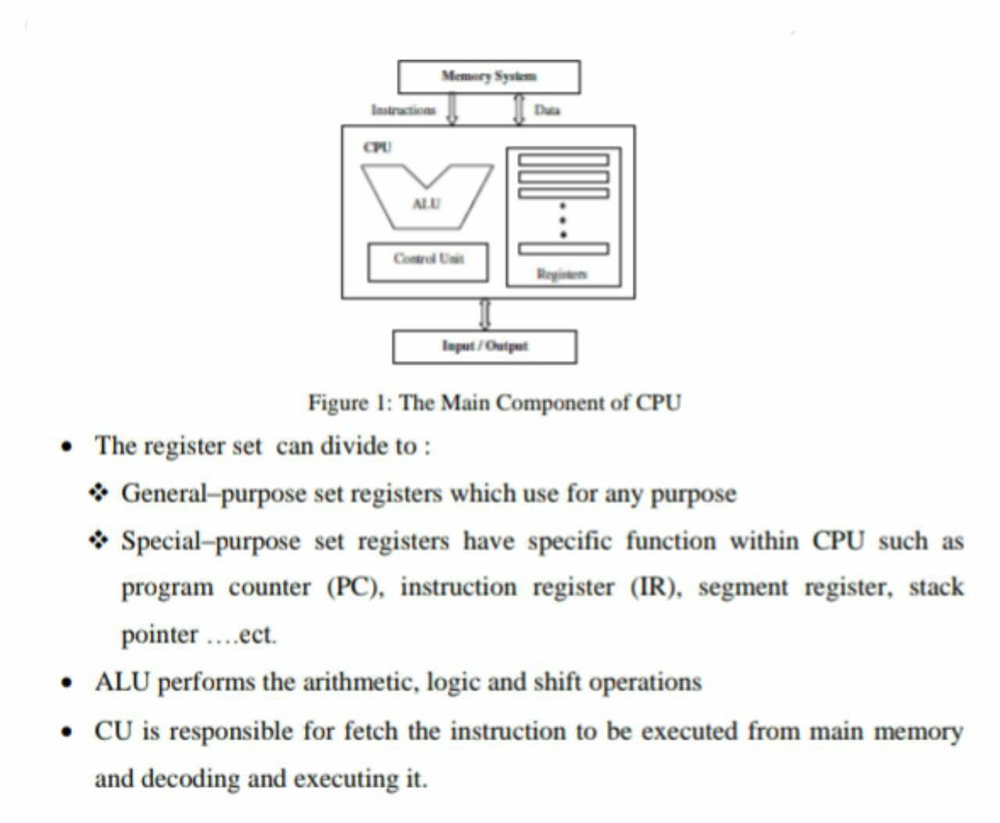 Memory System
Instructions
Data
CPU
ALU
Control Unit
Registers
Input / Output
Figure 1: The Main Component of CPU
• The register set can divide to :
❖ General–purpose set registers which use for any purpose
❖ Special–purpose set registers have specific function within CPU such as
program counter (PC), instruction register (IR), segment register, stack
pointer ….ect.
• ALU performs the arithmetic, logic and shift operations
• CU is responsible for fetch the instruction to be executed from main memory
and decoding and executing it.